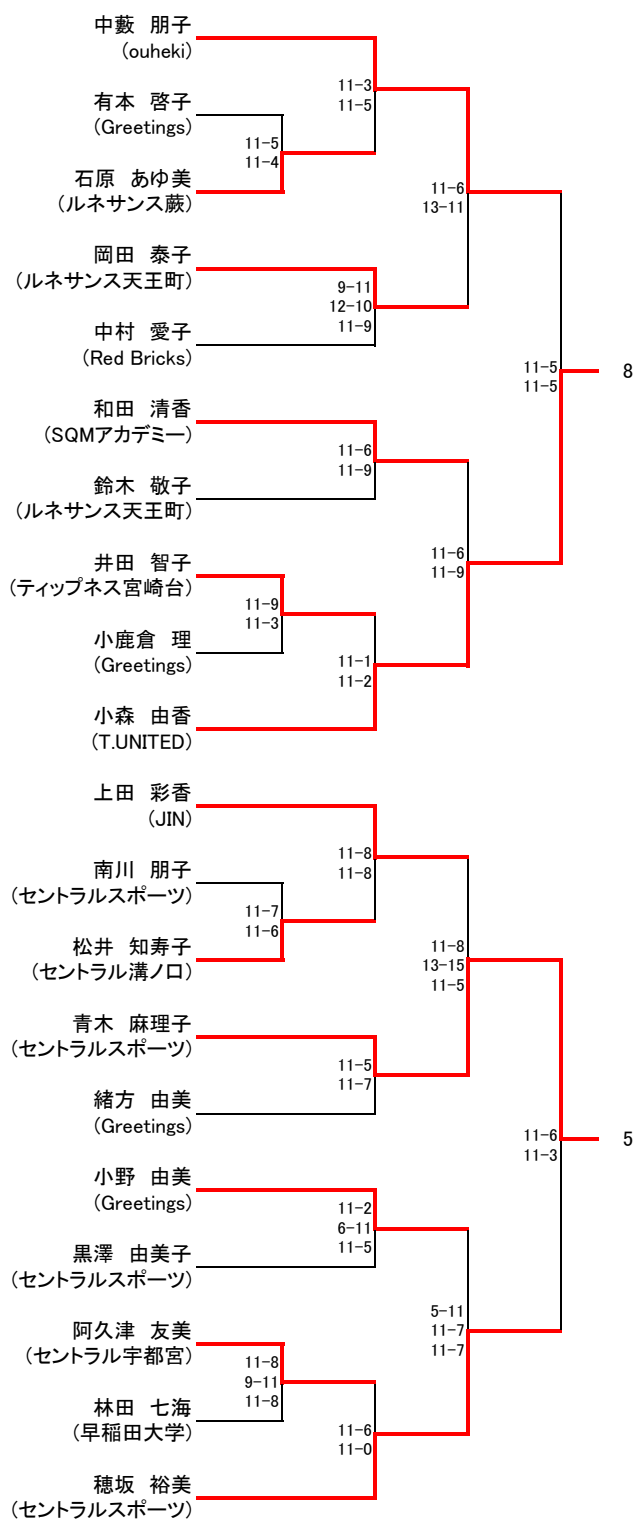 中藪　朋子
(ouheki)
11-3
11-5
有本　啓子
(Greetings)
11-5
11-4
石原　あゆ美
(ルネサンス蕨)
11-6
13-11
岡田　泰子
(ルネサンス天王町)
9-11
12-10
11-9
中村　愛子
(Red Bricks)
11-5
11-5
8
和田　清香
(SQMアカデミー)
11-6
11-9
鈴木　敬子
(ルネサンス天王町)
11-6
11-9
井田　智子
(ティップネス宮崎台)
11-9
11-3
小鹿倉　理
(Greetings)
11-1
11-2
小森　由香
(T.UNITED)
上田　彩香
(JIN)
11-8
11-8
南川　朋子
(セントラルスポーツ)
11-7
11-6
松井　知寿子
(セントラル溝ノ口)
11-8
13-15
11-5
青木　麻理子
(セントラルスポーツ)
11-5
11-7
緒方　由美
(Greetings)
11-6
11-3
5
小野　由美
(Greetings)
11-2
6-11
11-5
黒澤　由美子
(セントラルスポーツ)
5-11
11-7
11-7
阿久津　友美
(セントラル宇都宮)
11-8
9-11
11-8
林田　七海
(早稲田大学)
11-6
11-0
穂坂　裕美
(セントラルスポーツ)